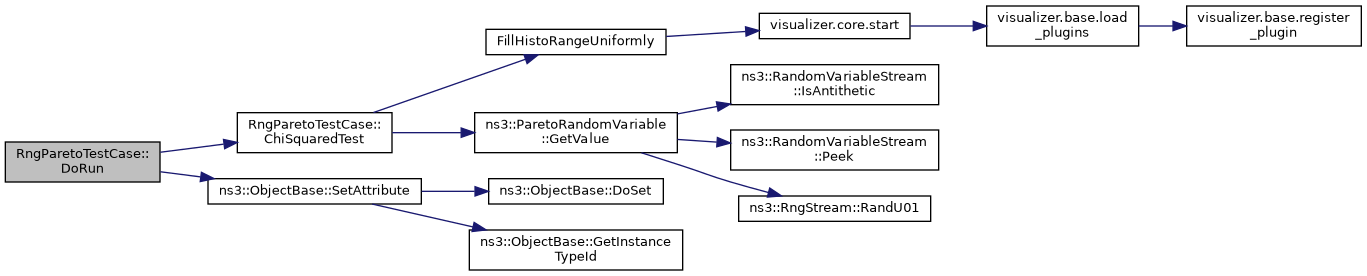 RngParetoTestCase::
DoRun
RngParetoTestCase::
ChiSquaredTest
FillHistoRangeUniformly
visualizer.core.start
visualizer.base.load
_plugins
visualizer.base.register
_plugin
ns3::ParetoRandomVariable
::GetValue
ns3::RandomVariableStream
::IsAntithetic
ns3::RandomVariableStream
::Peek
ns3::RngStream::RandU01
ns3::ObjectBase::SetAttribute
ns3::ObjectBase::DoSet
ns3::ObjectBase::GetInstance
TypeId